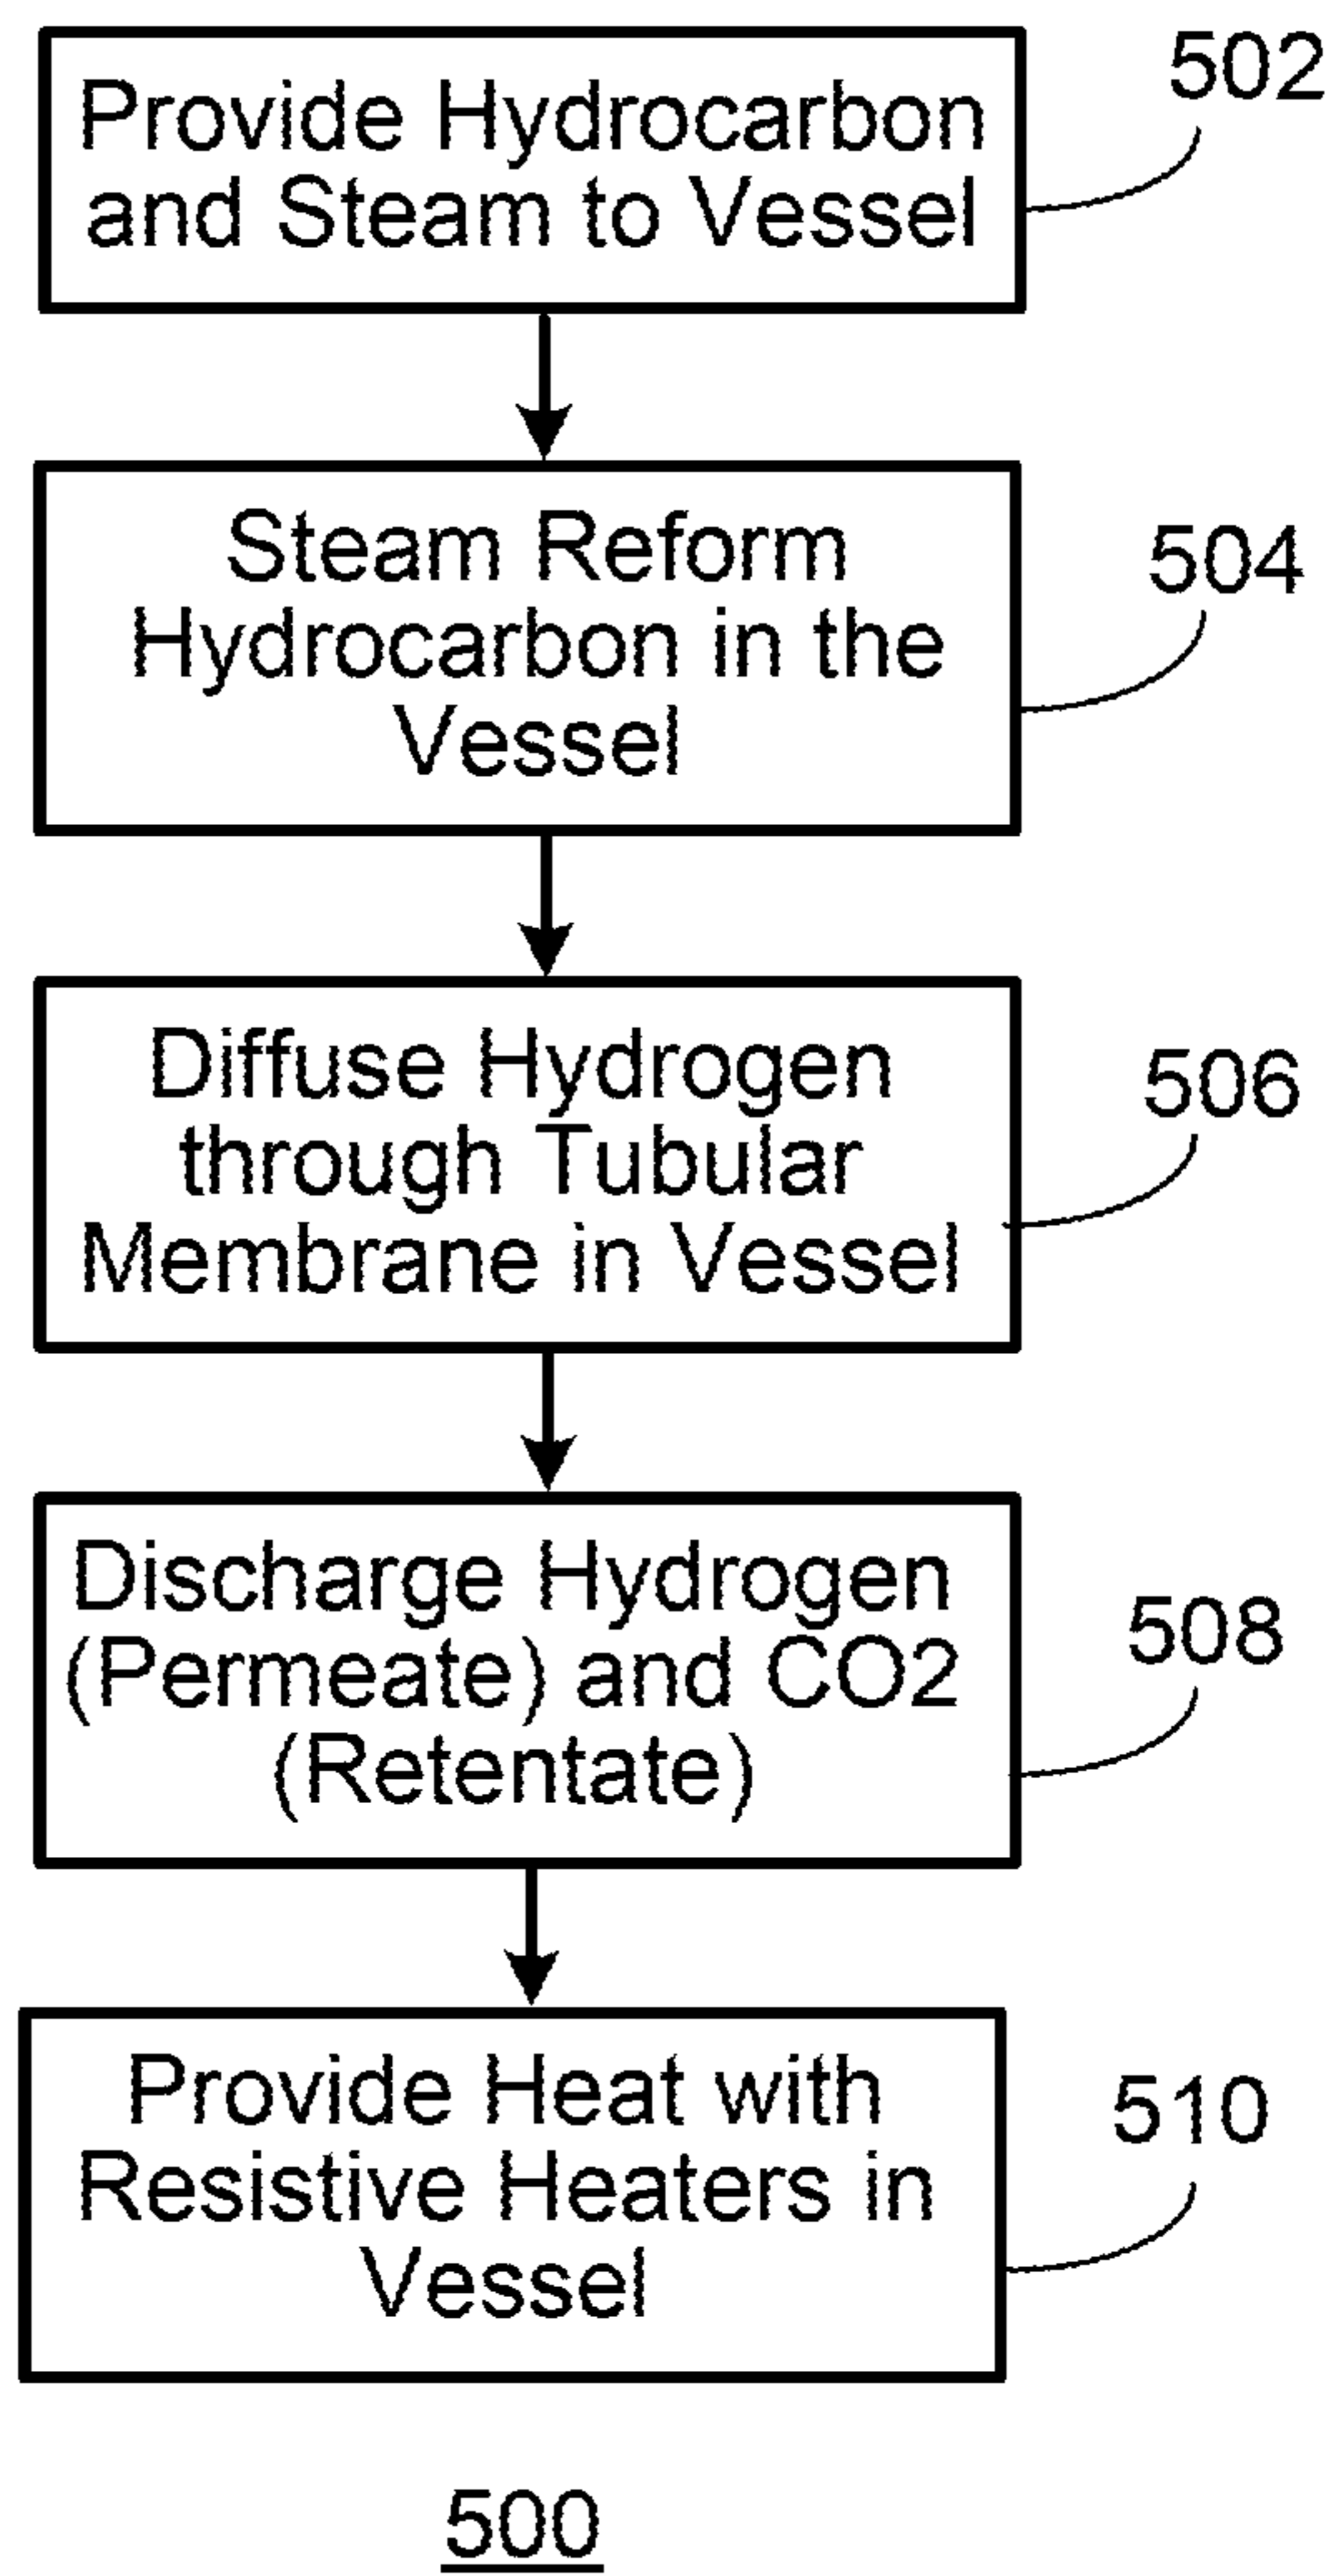 Provide Hydrocarbon
and Steam to Vessel
502
Steam Reform
Hydrocarbon in the
Vessel
504
Diffuse Hydrogen
through Tubular
Membrane in Vessel
506
Discharge Hydrogen
(Permeate) and CO2
(Retentate)
508
Provide Heat with
Resistive Heaters in
Vessel
510
500